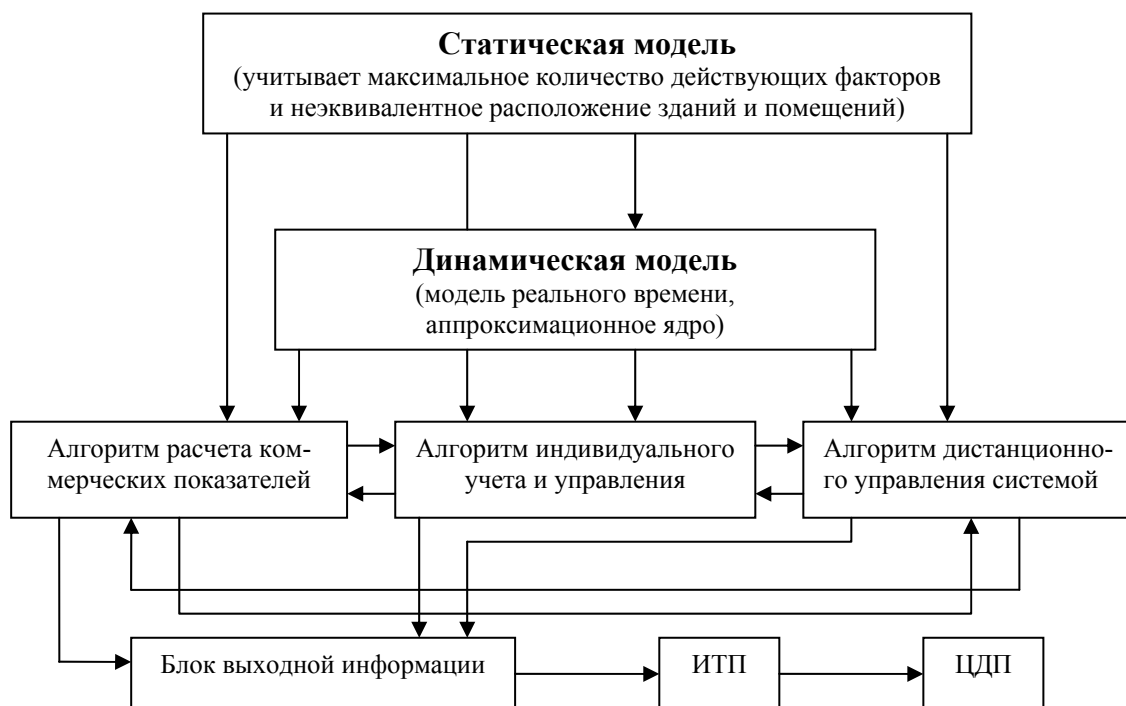 Статическая модель
(учитывает максимальное количество действующих факторов
и неэквивалентное расположение зданий и помещений)
Динамическая модель
(модель реального времени,
аппроксимационное ядро)
Алгоритм расчета ком-
мерческих показателей
Алгоритм индивидуального
учета и управления
Алгоритм дистанционно-
го управления системой
Блок выходной информации
ИТП
ЦДП